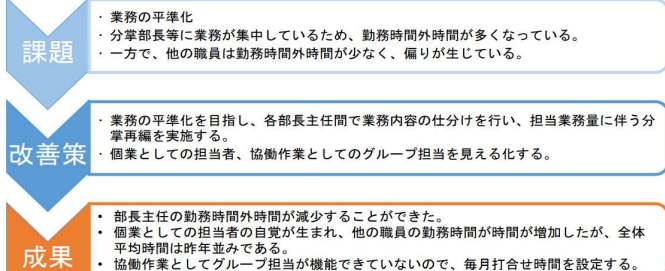 課題
・業務の平準化
・分掌部長等に業務が集中しているため、勤務時間外時間が多くなっている。
・一方で、他の職員は勤務時間外時間が少なく、偏りが生じている。
改善策
・業務の平準化を目指し、各部長主任間で業務内容の仕分けを行い、担当業務量に伴う分
掌再編を実施する。
・個業としての担当者、協働作業としてのグループ担当を見える化する。
成果
・部長主任の勤務時間外時間が減少することができた。
・個業としての担当者の自覚が生まれ、他の職員の勤務時間が時間が増加したが、全体
平均時間は昨年並みである。
・協働作業としてグループ担当が機能できていないので、毎月打合せ時間を設定する。